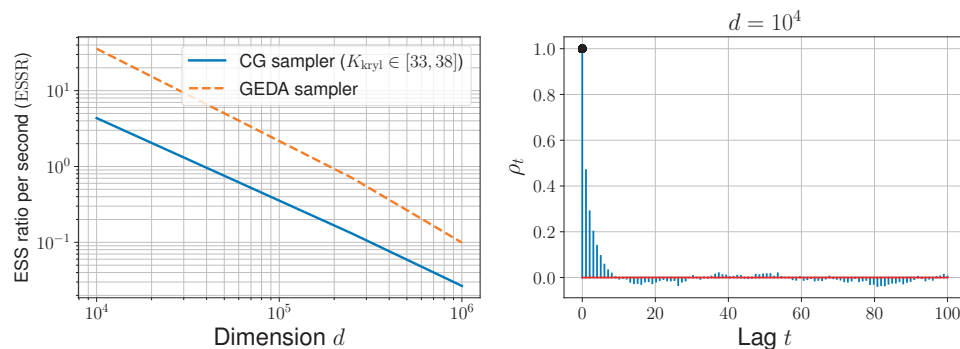 ESS ratio per second (ESSR)
10^1
10^0
10^{-1}
CG sampler (K_kryl ∈ [33, 38])
GEDA sampler
10^4
10^5
10^6
Dimension d
d = 10^4
ρ_t
1.0
0.8
0.6
0.4
0.2
0.0
0
20
40
60
80
100
Lag t